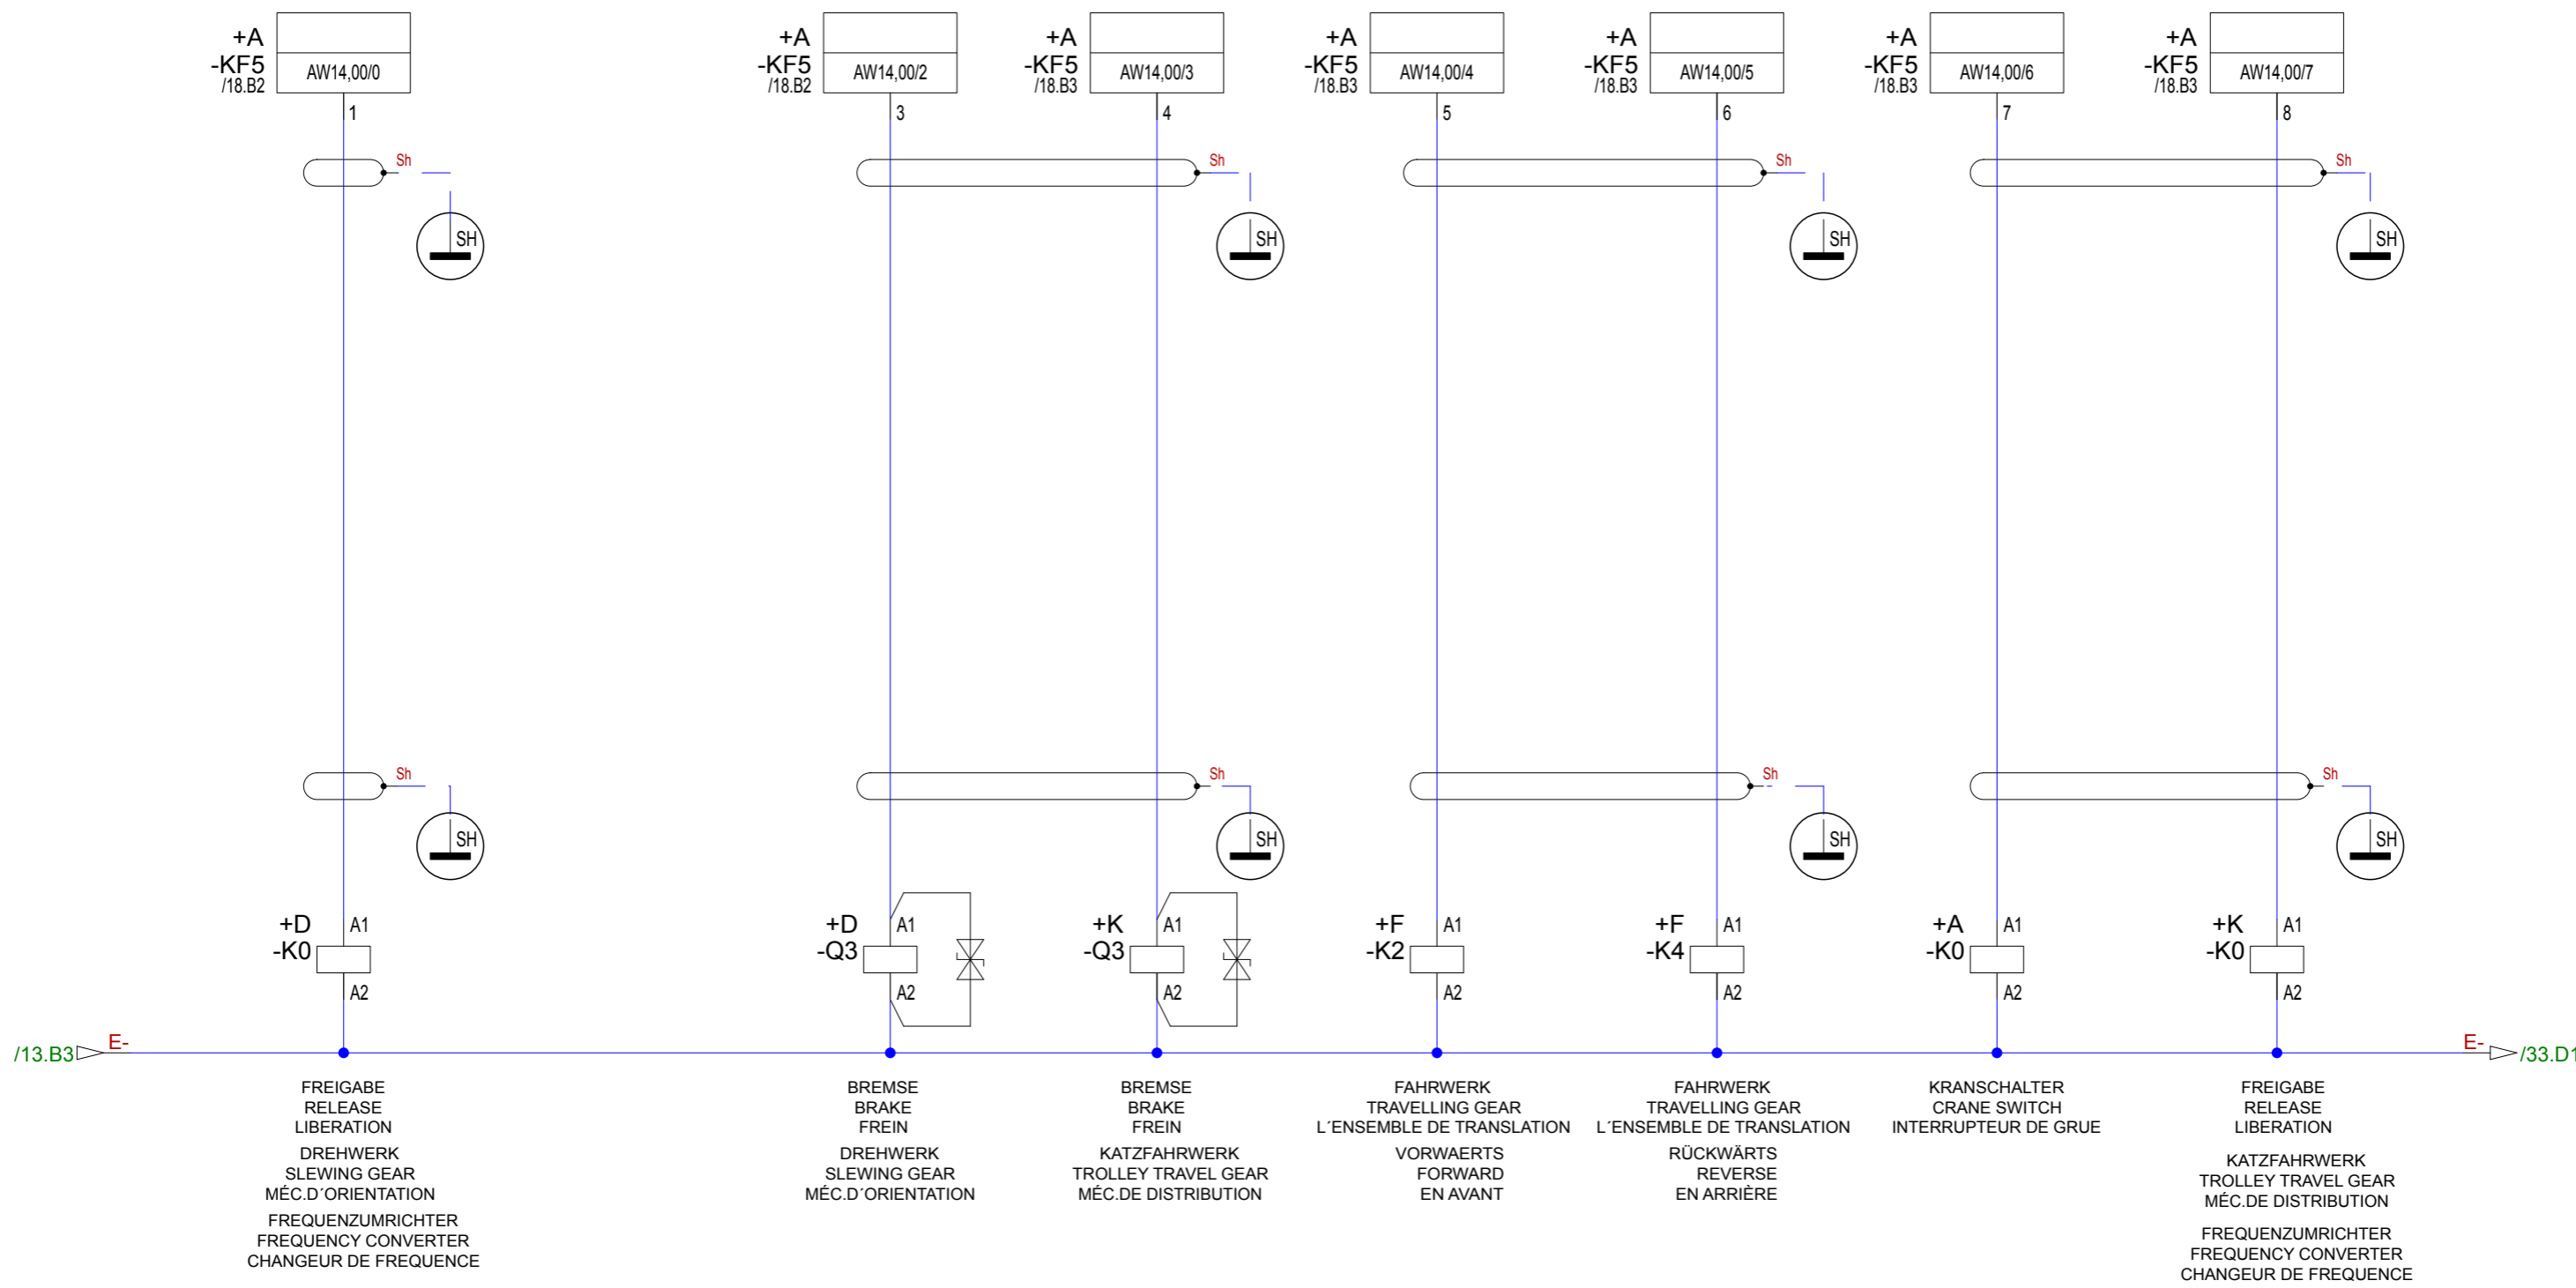 +A
-KF5
/18.B2
AW14,00/0
1
+A
-KF5
/18.B2
AW14,00/2
3
+A
-KF5
/18.B3
AW14,00/3
4
+A
-KF5
/18.B3
AW14,00/4
5
+A
-KF5
/18.B3
AW14,00/5
6
+A
-KF5
/18.B3
AW14,00/6
7
+A
-KF5
/18.B3
AW14,00/7
8
Sh
SH
Sh
SH
Sh
SH
Sh
SH
Sh
SH
Sh
SH
Sh
SH
Sh
SH
+D
-K0
A1
A2
+D
-Q3
A1
A2
+K
-Q3
A1
A2
+F
-K2
A1
A2
+F
-K4
A1
A2
+A
-K0
A1
A2
+K
-K0
A1
A2
/13.B3
E-
E-
/33.D1
FREIGABE
RELEASE
LIBERATION
DREHWERK
SLEWING GEAR
MÉC.D´ORIENTATION
FREQUENZUMRICHTER
FREQUENCY CONVERTER
CHANGEUR DE FREQUENCE
BREMSE
BRAKE
FREIN
DREHWERK
SLEWING GEAR
MÉC.D´ORIENTATION
BREMSE
BRAKE
FREIN
KATZFAHRWERK
TROLLEY TRAVEL GEAR
MÉC.DE DISTRIBUTION
FAHRWERK
TRAVELLING GEAR
L´ENSEMBLE DE TRANSLATION
VORWAERTS
FORWARD
EN AVANT
FAHRWERK
TRAVELLING GEAR
L´ENSEMBLE DE TRANSLATION
RÜCKWÄRTS
REVERSE
EN ARRIÈRE
KRANSCHALTER
CRANE SWITCH
INTERRUPTEUR DE GRUE
FREIGABE
RELEASE
LIBERATION
KATZFAHRWERK
TROLLEY TRAVEL GEAR
MÉC.DE DISTRIBUTION
FREQUENZUMRICHTER
FREQUENCY CONVERTER
CHANGEUR DE FREQUENCE